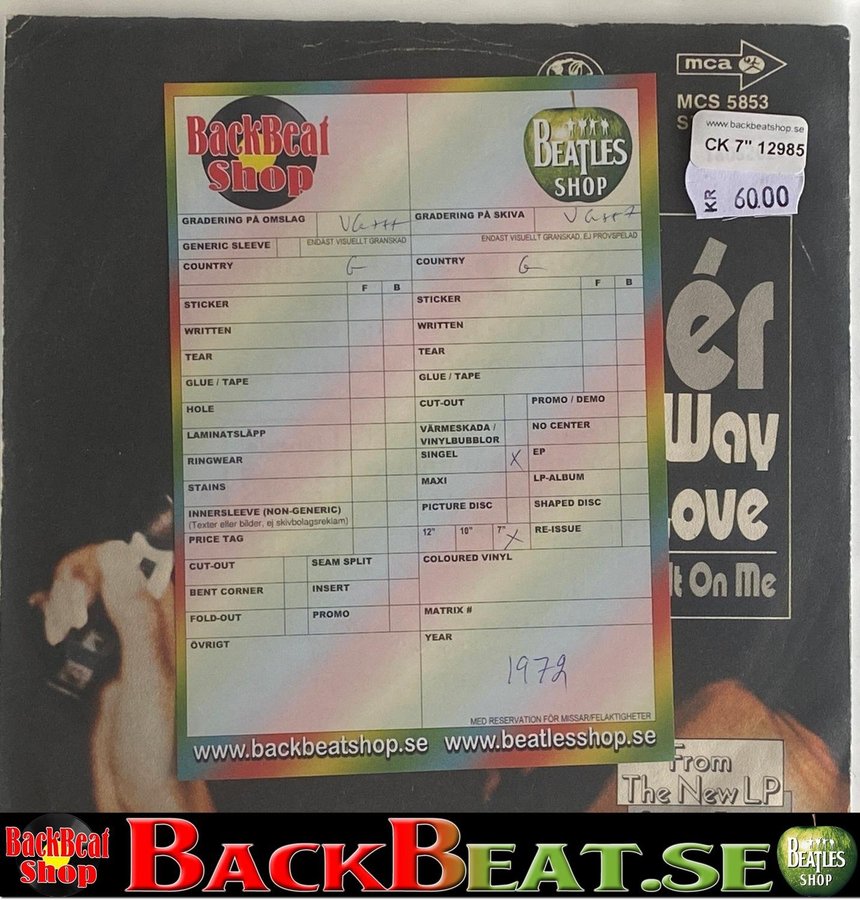 mca
MCS 5853
www.backbeatshop.se
CK 7" 12985
KR 60.00
BackBeat
Shop
BEATLES
SHOP
GRADERING PÅ OMSLAG VG+++ GRADERING PÅ SKIVA
ENDAST VISUELLT GRANSKAD ENDAST VISUELLT GRANSKAD, EJ PROVSPELAD
GENERIC SLEEVE
COUNTRY G COUNTRY G
F B F B
STICKER STICKER
WRITTEN WRITTEN
TEAR TEAR
GLUE / TAPE GLUE / TAPE
HOLE CUT-OUT PROMO / DEMO
LAMINATSLÄPP VÄRMESKADA / VINYLBUBBLOR NO CENTER
RINGWEAR SINGEL X EP
STAINS MAXI LP-ALBUM
INNERSLEEVE (NON-GENERIC) PICTURE DISC SHAPED DISC
(Texter eller bilder, ej skivbolagsreklam)
PRICE TAG 12" 10" 7" X RE-ISSUE
CUT-OUT SEAM SPLIT COLOURED VINYL
BENT CORNER INSERT
FOLD-OUT PROMO MATRIX #
ÖVRIGT YEAR
1972
MED RESERVATION FÖR MISSAR/FELAKTIGHETER
www.backbeatshop.se www.beatlesshop.se
ér
Way
ove
It On Me
From
The New LP
BackBeat
Shop
BACKBEAT.SE
BEATLES
SHOP